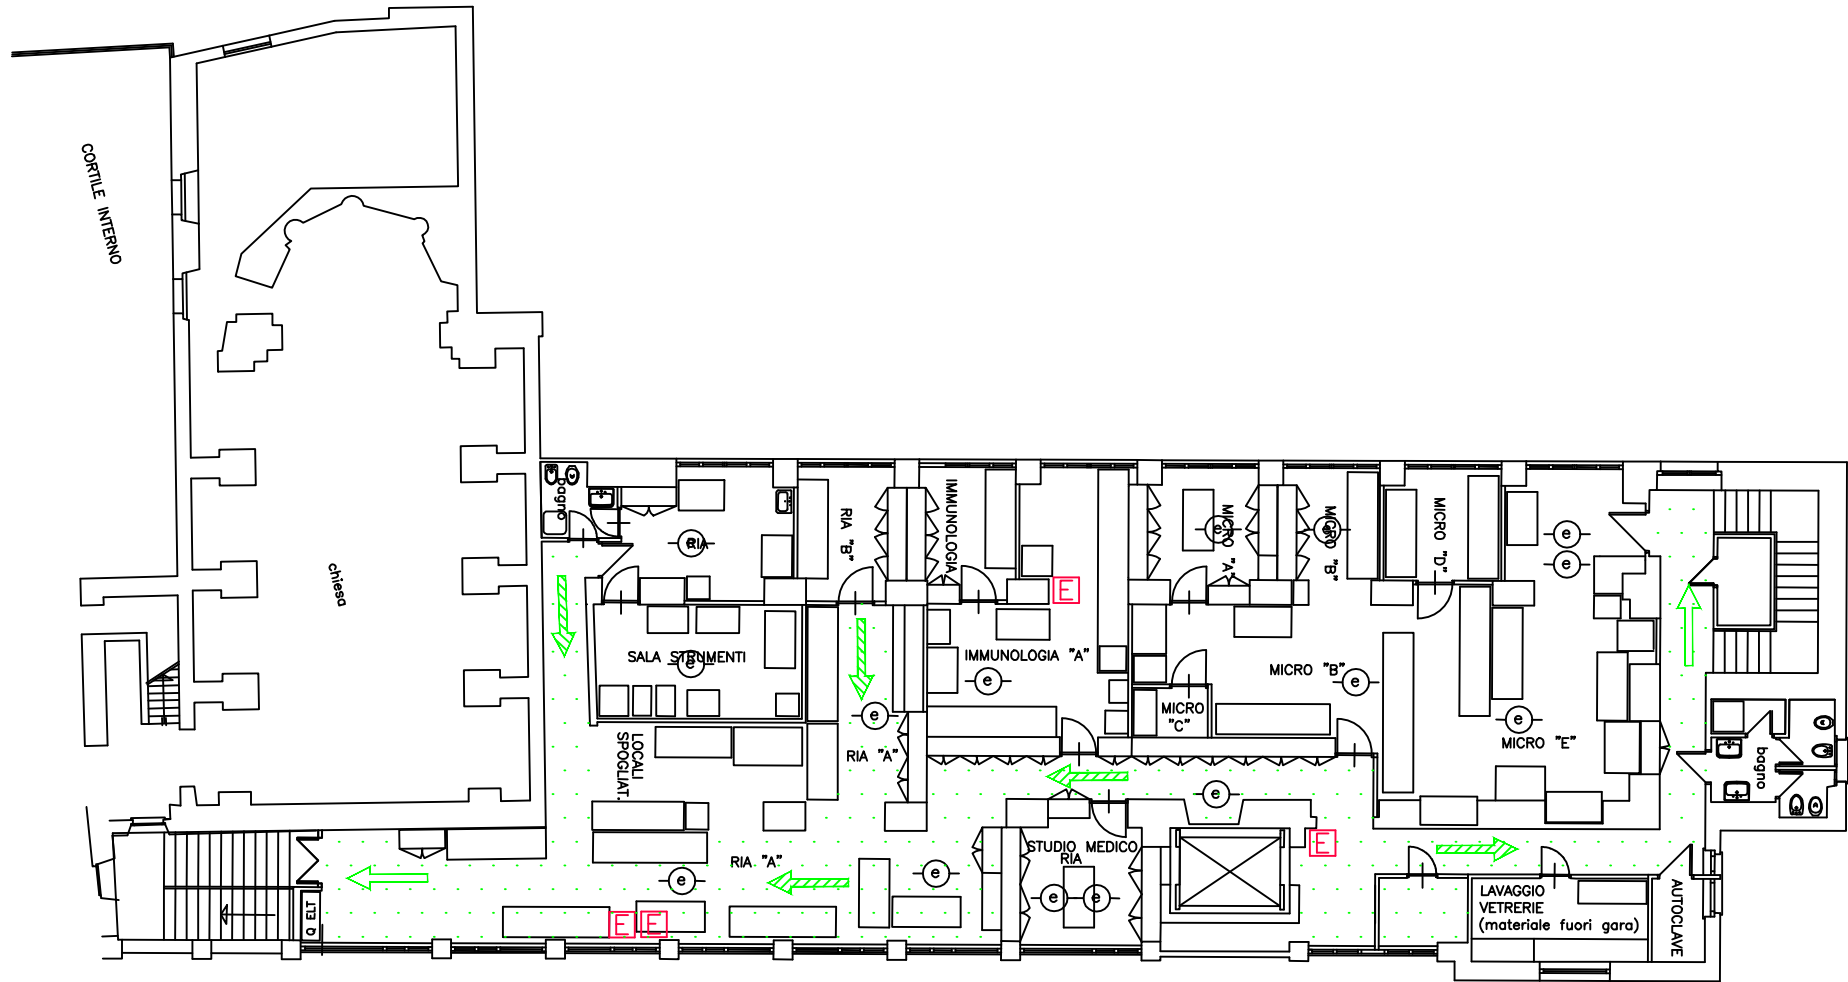 CORTILE INTERNO
chiesa
bagno
RIA
RIA "B"
IMMUNOLOGIA
MICRO "A"
MICRO "B"
MICRO "D"
E
e
e
e
e
e
SALA STRUMENTI
e
IMMUNOLOGIA "A"
e
MICRO "B"
e
MICRO
"C"
e
MICRO "E"
LOCALI
SPOGLIAT.
e
RIA "A"
bagno
e
E
STUDIO MEDICO
RIA
RIA "A"
e
e
e
e
E
E
Q ELT
LAVAGGIO
VETRERIE
(materiale fuori gara)
AUTOCLAVE